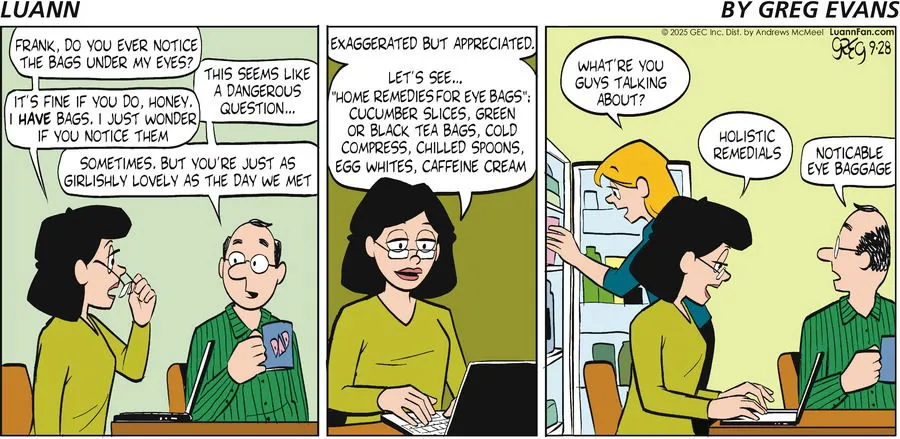 LUANN
BY GREG EVANS
© 2025 GEC Inc. Dist. by Andrews McMeel
LuannFan.com
GREG 9-28
FRANK, DO YOU EVER NOTICE
THE BAGS UNDER MY EYES?
THIS SEEMS LIKE
A DANGEROUS
QUESTION...
IT'S FINE IF YOU DO, HONEY.
I HAVE BAGS. I JUST WONDER
IF YOU NOTICE THEM
SOMETIMES. BUT YOU'RE JUST AS
GIRLISHLY LOVELY AS THE DAY WE MET
DAD
EXAGGERATED BUT APPRECIATED.
LET'S SEE...
"HOME REMEDIES FOR EYE BAGS":
CUCUMBER SLICES, GREEN
OR BLACK TEA BAGS, COLD
COMPRESS, CHILLED SPOONS,
EGG WHITES, CAFFEINE CREAM
WHAT'RE YOU
GUYS TALKING
ABOUT?
HOLISTIC
REMEDIALS
NOTICABLE
EYE BAGGAGE